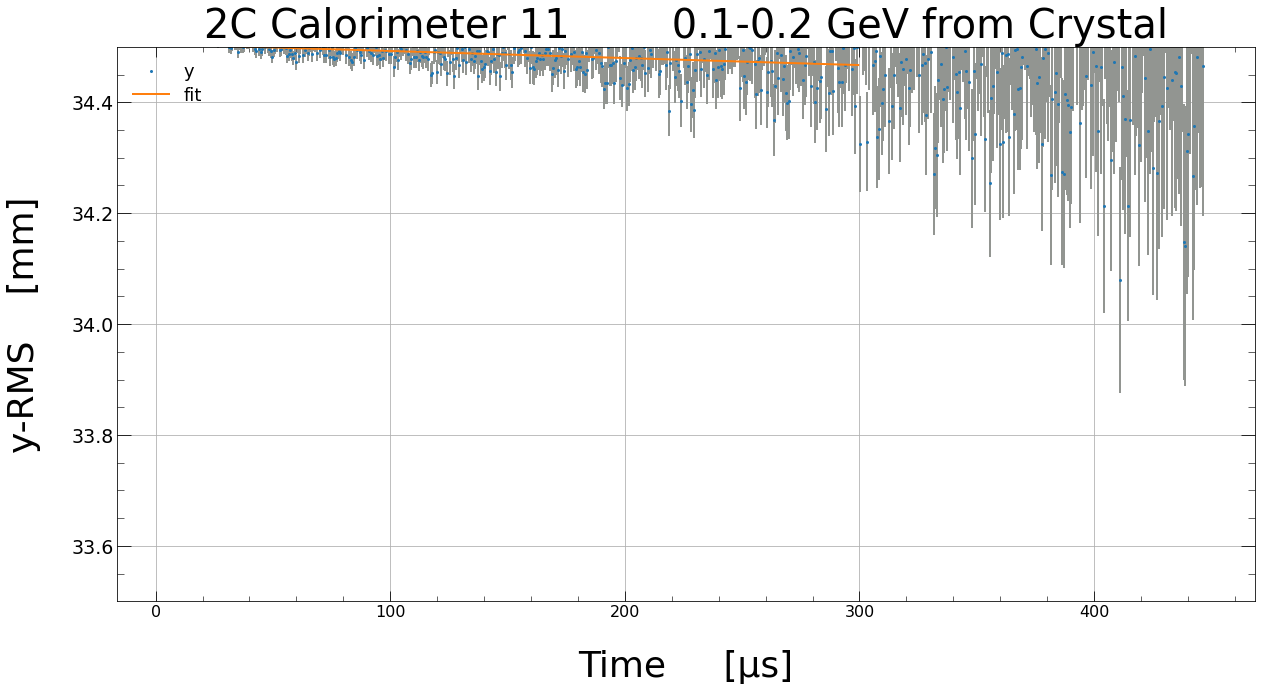 2C Calorimeter 11 0.1-0.2 GeV from Crystal
y
fit
34.4
34.2
34.0
33.8
33.6
y-RMS [mm]
0 100 200 300 400
Time [µs]